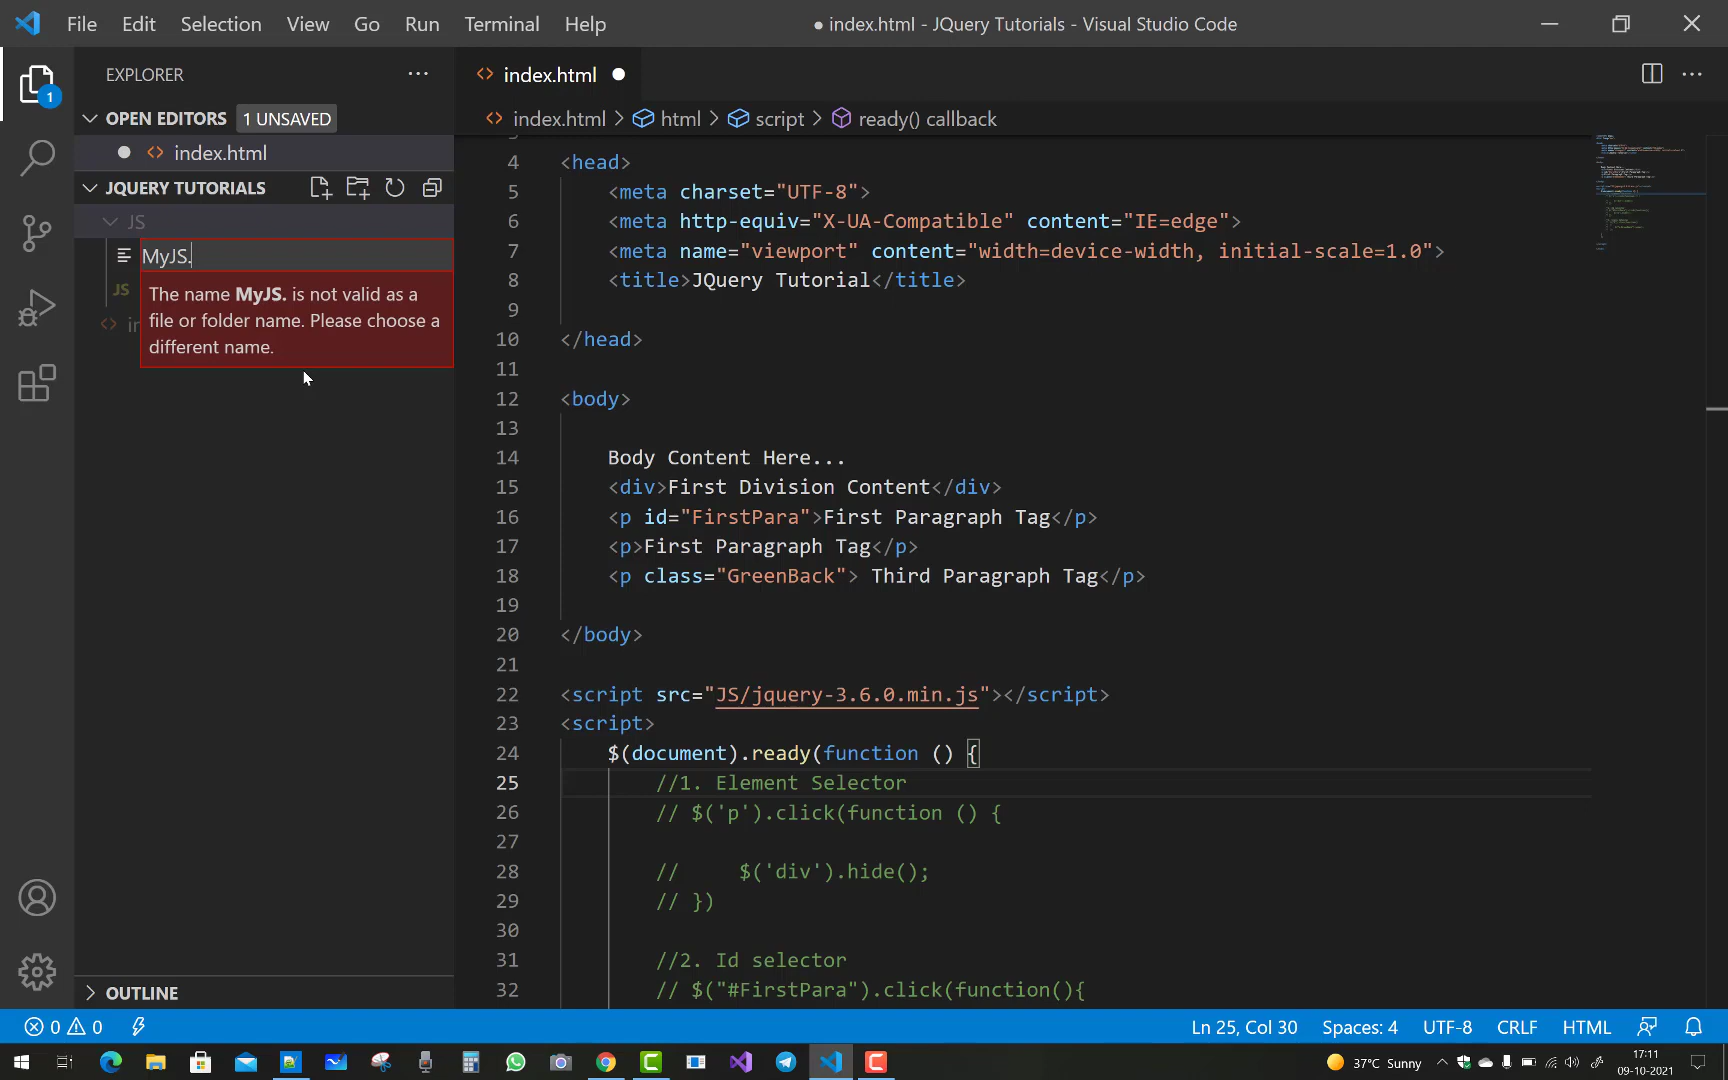 File Edit Selection View Go Run Terminal Help
● index.html - JQuery Tutorials - Visual Studio Code
EXPLORER
1
OPEN EDITORS 1 UNSAVED
index.html
JQUERY TUTORIALS
JS
MyJS.
JS
in
The name MyJS. is not valid as a
file or folder name. Please choose a
different name.
OUTLINE
index.html
index.html > html > script > ready() callback
4 <head>
5 <meta charset="UTF-8">
6 <meta http-equiv="X-UA-Compatible" content="IE=edge">
7 <meta name="viewport" content="width=device-width, initial-scale=1.0">
8 <title>JQuery Tutorial</title>
9
10 </head>
11
12 <body>
13
14 Body Content Here...
15 <div>First Division Content</div>
16 <p id="FirstPara">First Paragraph Tag</p>
17 <p>First Paragraph Tag</p>
18 <p class="GreenBack"> Third Paragraph Tag</p>
19
20 </body>
21
22 <script src="JS/jquery-3.6.0.min.js"></script>
23 <script>
24 $(document).ready(function () {
25 //1. Element Selector
26 // $('p').click(function () {
27
28 // $('div').hide();
29 // })
30
31 //2. Id selector
32 // $("#FirstPara").click(function(){
0 0
Ln 25, Col 30 Spaces: 4 UTF-8 CRLF HTML
37°C Sunny
17:11
09-10-2021